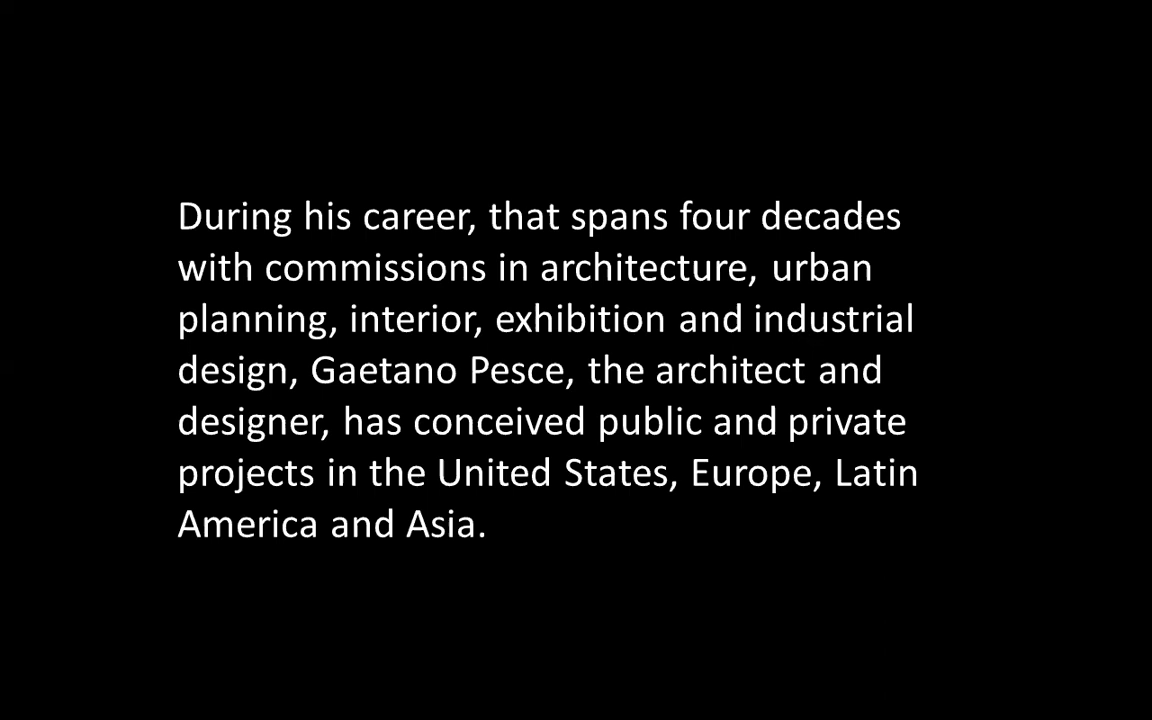 During his career, that spans four decades
with commissions in architecture, urban
planning, interior, exhibition and industrial
design, Gaetano Pesce, the architect and
designer, has conceived public and private
projects in the United States, Europe, Latin
America and Asia.